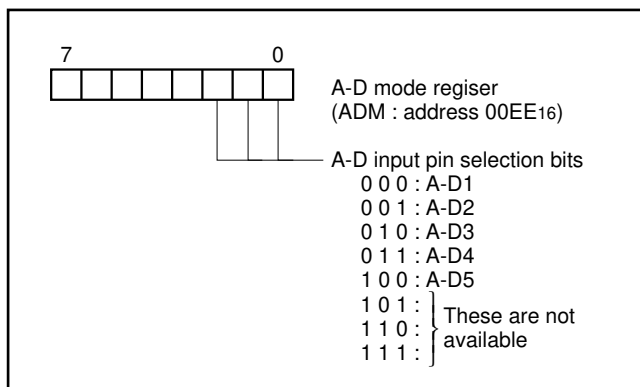 7 0
A-D mode regiser
(ADM : address 00EE16)
A-D input pin selection bits
0 0 0 : A-D1
0 0 1 : A-D2
0 1 0 : A-D3
0 1 1 : A-D4
1 0 0 : A-D5
1 0 1 :
1 1 0 :
1 1 1 :
These are not
available